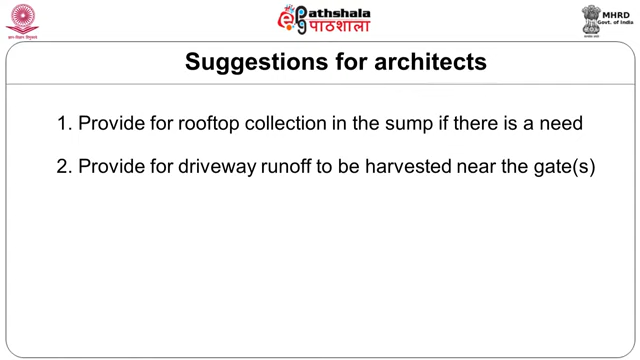 Pathshala
पाठशाला
MHRD
Govt. of India
Suggestions for architects
1. Provide for rooftop collection in the sump if there is a need
2. Provide for driveway runoff to be harvested near the gate(s)